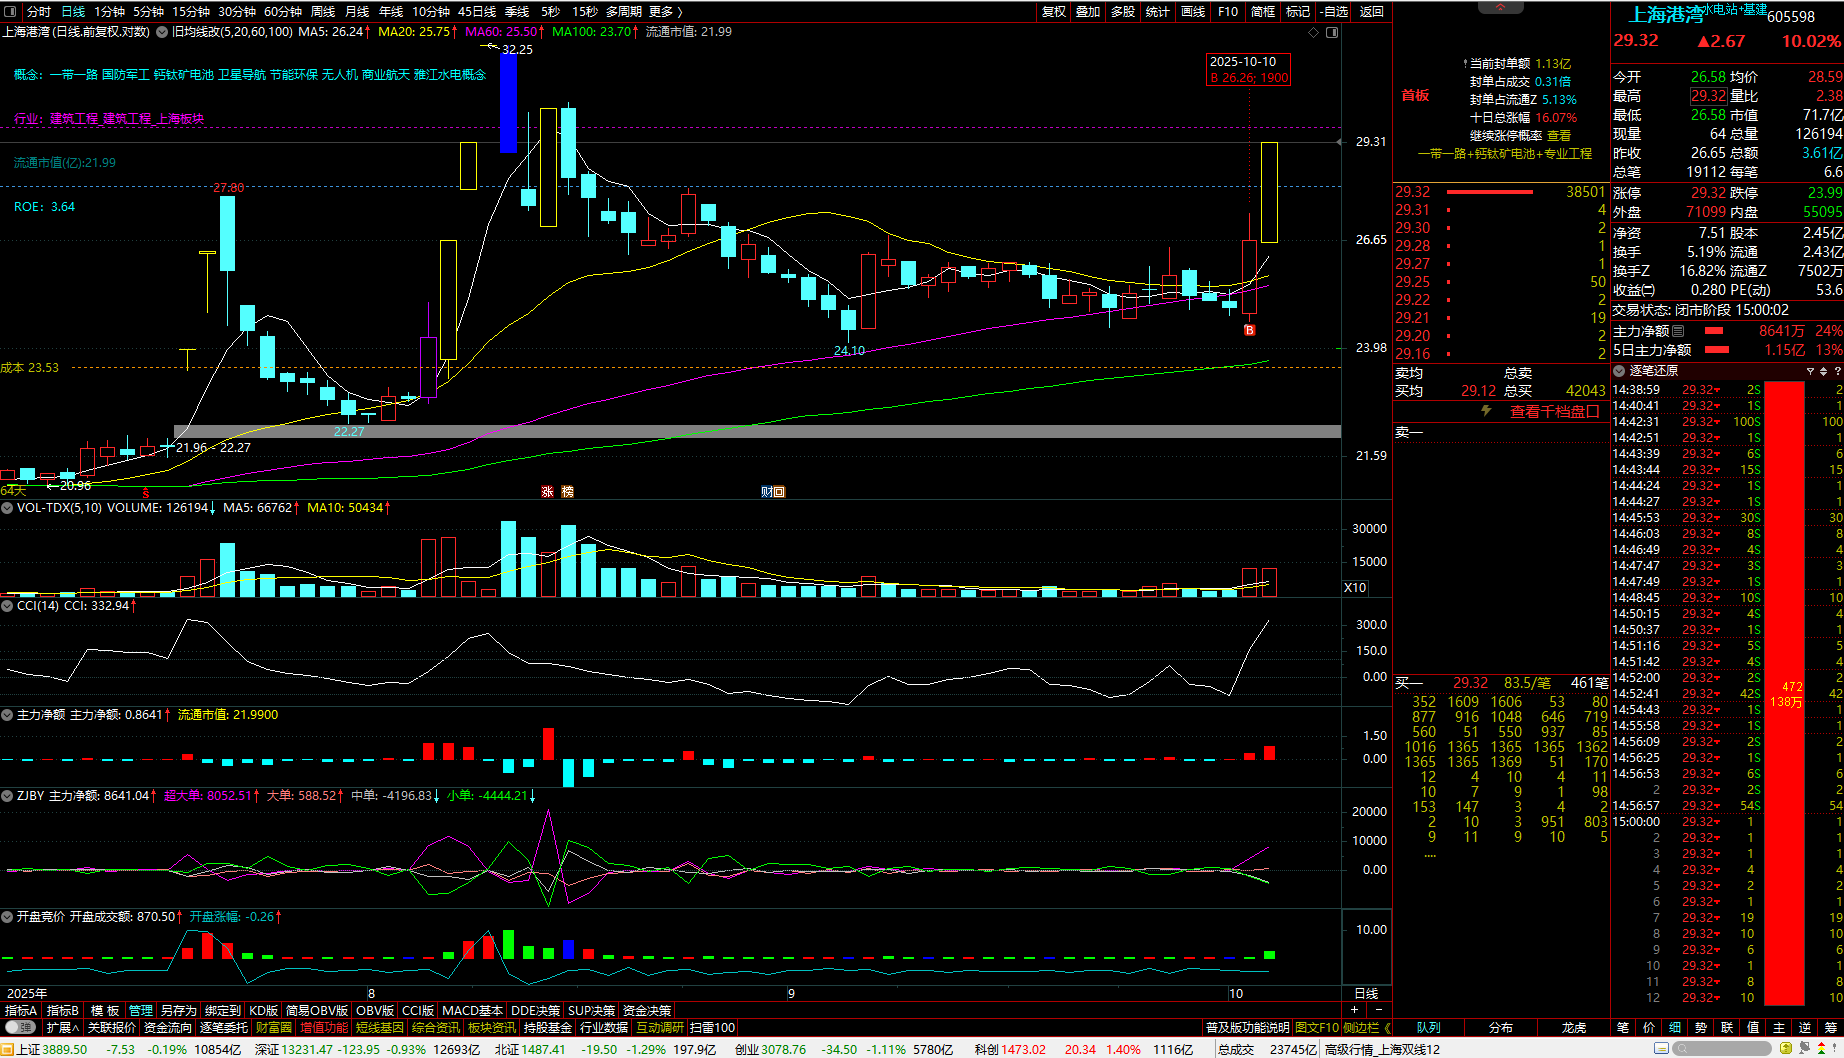 分时 日线 1分钟 5分钟 15分钟 30分钟 60分钟 周线 月线 年线 10分钟 45日线 季线 5秒 15秒 多周期 更多 〉 复权 叠加 多股 统计 画线 F10 简框 标记 -自选 返回
上海港湾(日线.前复权.对数) 旧均线改(5,20,60,100) MA5: 26.24↑ MA20: 25.75↑ MA60: 25.50↑ MA100: 23.70↑ 流通市值: 21.99
概念: 一带一路 国防军工 钙钛矿电池 卫星导航 节能环保 无人机 商业航天 雅江水电概念
行业: 建筑工程_建筑工程_上海板块
流通市值(亿):21.99
ROE: 3.64
32.25
2025-10-10
B 26.26; 1900
27.80
成本 23.53
24.10
22.27
21.96 - 22.27
20.96
64天
涨 榜 财 回
B
29.31
26.65
23.98
21.59
VOL-TDX(5,10) VOLUME: 126194↓ MA5: 66762↑ MA10: 50434↑
30000
15000
X10
CCI(14) CCI: 332.94↑
300.0
150.0
0.00
主力净额 主力净额: 0.8641↑ 流通市值: 21.9900
1.50
0.00
ZJBY 主力净额: 8641.04↑ 超大单: 8052.51↑ 大单: 588.52↑ 中单: -4196.83↓ 小单: -4444.21↓
20000
10000
0.00
开盘竞价 开盘成交额: 870.50↑ 开盘涨幅: -0.26↑
10.00
2025年 8 9 10 日线
指标A 指标B 模 板 管理 另存为 绑定到 KD版 简易OBV版 OBV版 CCI版 MACD基本 DDE决策 SUP决策 资金决策 + -
弹 扩展∧ 关联报价 资金流向 逐笔委托 财富圈 增值功能 短线基因 综合资讯 板块资讯 持股基金 行业数据 互动调研 扫雷100 普及版功能说明 图文F10 侧边栏《
首板
当前封单额 1.13亿
封单占成交 0.31倍
封单占流通Z 5.13%
十日总涨幅 16.07%
继续涨停概率 查看
一带一路+钙钛矿电池+专业工程
29.32 38501
29.31 4
29.30 2
29.28 1
29.27 1
29.25 50
29.22 2
29.21 19
29.20 2
29.16 2
卖均 总卖
买均 29.12 总买 42043
查看千档盘口
卖一
买一 29.32 83.5/笔 461笔
352 1609 1606 53 80
877 916 1048 646 719
560 51 550 937 85
1016 1365 1365 1365 1362
1365 1365 1369 51 170
12 4 10 4 11
10 7 9 1 98
153 147 3 4 2
2 10 3 951 803
9 11 9 10 5
....
队列 分布 龙虎
上海港湾 水电站+基建 605598
29.32 ▲2.67 10.02%
今开 26.58 均价 28.59
最高 29.32 量比 2.38
最低 26.58 市值 71.7亿
现量 64 总量 126194
昨收 26.65 总额 3.61亿
总笔 19112 每笔 6.6
涨停 29.32 跌停 23.99
外盘 71099 内盘 55095
净资 7.51 股本 2.45亿
换手 5.19% 流通 2.43亿
换手Z 16.82% 流通Z 7502万
收益㈡ 0.280 PE(动) 53.6
交易状态: 闭市阶段 15:00:02
主力净额 8641万 24%
5日主力净额 1.15亿 13%
逐笔还原 ?
14:38:59 29.32 2S 2
14:40:41 29.32 1S 1
14:42:31 29.32 100S 100
14:42:51 29.32 1S 1
14:43:39 29.32 6S 6
14:43:44 29.32 15S 15
14:44:24 29.32 1S 1
14:44:27 29.32 1S 1
14:45:53 29.32 30S 30
14:46:03 29.32 8S 8
14:46:49 29.32 4S 4
14:47:47 29.32 3S 3
14:47:49 29.32 1S 1
14:48:45 29.32 10S 10
14:50:15 29.32 4S 4
14:50:37 29.32 1S 1
14:51:16 29.32 5S 5
14:51:42 29.32 4S 4
14:52:00 29.32 2S 2
14:52:41 29.32 42S 42
14:54:43 29.32 1S 1
14:55:58 29.32 1S 1
14:56:09 29.32 2S 2
14:56:25 29.32 1S 1
14:56:53 29.32 6S 6
2 29.32 2S 2
14:56:57 29.32 54S 54
15:00:00 29.32 1 1
2 29.32 1 1
3 29.32 1 1
4 29.32 4 4
5 29.32 2 2
6 29.32 1 1
7 29.32 19 19
8 29.32 10 10
9 29.32 6 6
10 29.32 1 1
11 29.32 8 8
12 29.32 10 10
472
138万
笔 价 细 势 联 值 主 逆 筹
上证3889.50 -7.53 -0.19% 10854亿 深证13231.47 -123.95 -0.93% 12693亿 北证1487.41 -19.50 -1.29% 197.9亿 创业3078.76 -34.50 -1.11% 5780亿 科创1473.02 20.34 1.40% 1116亿 总成交 23745亿 高级行情_上海双线12